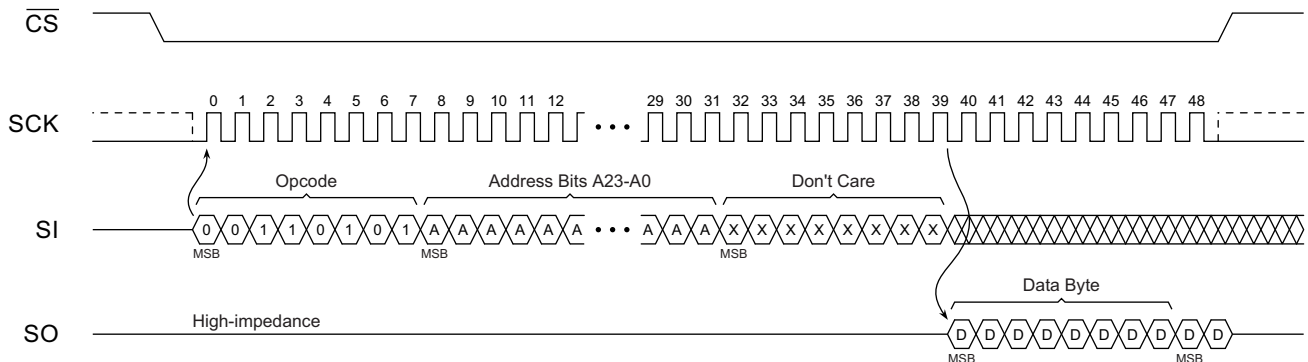 CS
0 1 2 3 4 5 6 7 8 9 10 11 12 29 30 31 32 33 34 35 36 37 38 39 40 41 42 43 44 45 46 47 48
SCK
Opcode Address Bits A23-A0 Don't Care
SI 0 0 1 1 0 1 0 1 A A A A A A A A A X X X X X X X X
MSB MSB MSB
Data Byte
High-impedance
SO D D D D D D D D D D
MSB MSB